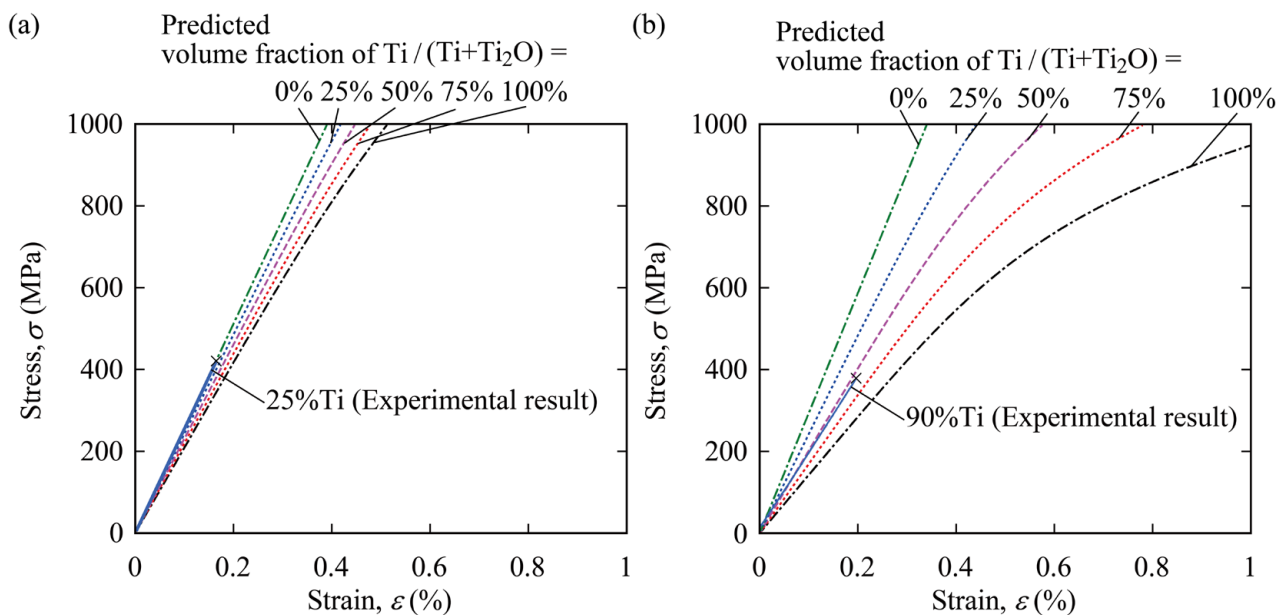 (a)
Predicted
volume fraction of Ti / (Ti+Ti₂O) =
0% 25% 50% 75% 100%
1000
800
600
400
200
0
Stress, σ (MPa)
25%Ti (Experimental result)
0 0.2 0.4 0.6 0.8 1
Strain, ε (%)
(b)
Predicted
volume fraction of Ti / (Ti+Ti₂O) =
0% 25% 50% 75% 100%
1000
800
600
400
200
0
Stress, σ (MPa)
90%Ti (Experimental result)
0 0.2 0.4 0.6 0.8 1
Strain, ε (%)